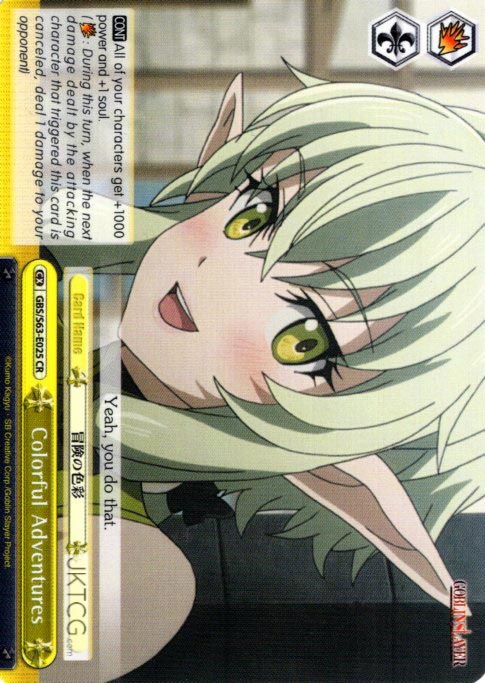 [CONT] All of your characters get +1000
power and +1 soul.
( : During this turn, when the next
damage dealt by the attacking
character that triggered this card is
canceled, deal 1 damage to your
opponent)
Yeah, you do that.
Card Name
冒険の色彩
JKTCG.com
CX
GBS/S63-E025 CR
Colorful Adventures
©Kumo Kagyu・SB Creative Corp./Goblin Slayer Project.
GOBLIN SLAYER